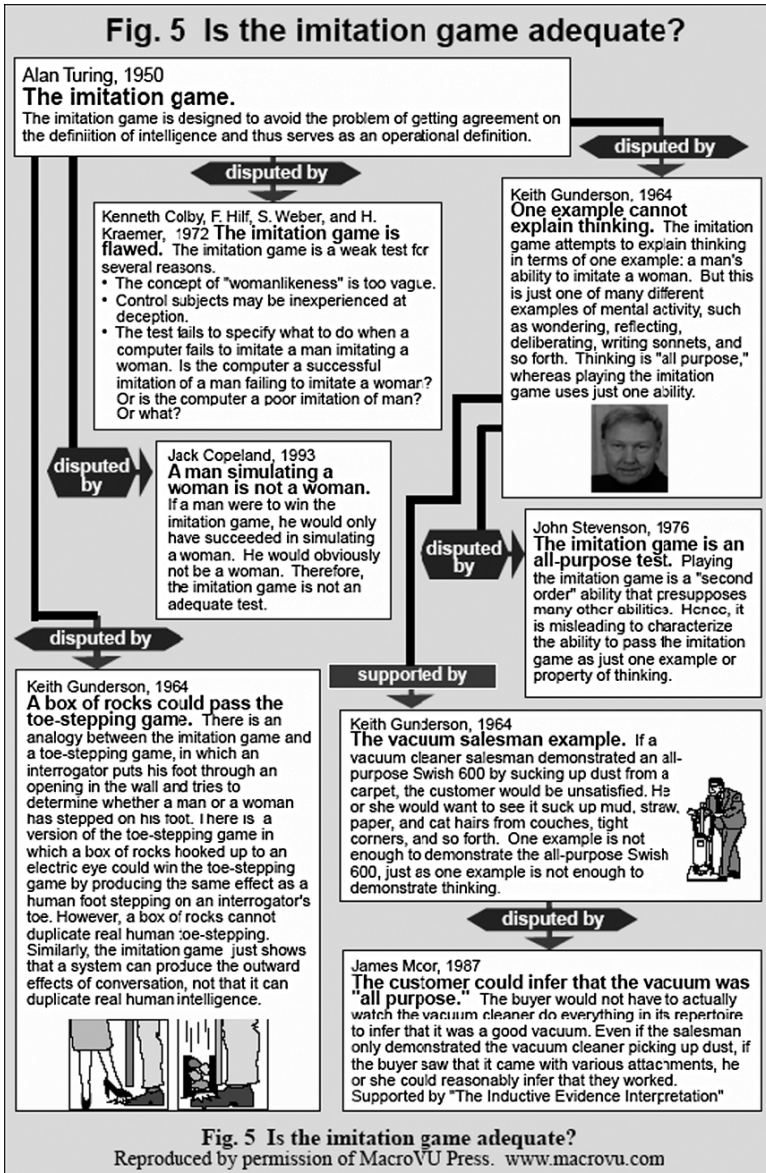 Fig. 5 Is the imitation game adequate?
Alan Turing, 1950
The imitation game.
The imitation game is designed to avoid the problem of getting agreement on
the definiition of intelligence and thus serves as an operational definition.
disputed by
disputed by
Kenneth Colby, F. Hilf, S. Weber, and H.
Kraemer, 1972 The imitation game is
flawed. The imitation game is a weak test for
several reasons.
• The concept of "womanlikeness" is too vague.
• Control subjects may be inexperienced at
deception.
• The test fails to specify what to do when a
computer fails to imitate a man imitating a
woman. Is the computer a successful
imitation of a man failing to imitate a woman?
Or is the computer a poor imitation of man?
Or what?
Keith Gunderson, 1964
One example cannot
explain thinking. The imitation
game attempts to explain thinking
in terms of one example: a man's
ability to imitate a woman. But this
is just one of many different
examples of mental activity, such
as wondering, reflecting,
deliberating, writing sonnets, and
so forth. Thinking is "all purpose,"
whereas playing the imitation
game uses just one ability.
disputed
by
Jack Copeland, 1993
A man simulating a
woman is not a woman.
If a man were to win the
imitation game, he would only
have succeeded in simulating
a woman. He would obviously
not be a woman. Therefore,
the imitation game is not an
adequate test.
disputed
by
John Stevenson, 1976
The imitation game is an
all-purpose test. Playing
the imitation game is a "second
order" ability that presupposes
many other abilities. Hence, it
is misleading to characterize
the ability to pass the imitation
game as just one example or
property of thinking.
disputed by
Keith Gunderson, 1964
A box of rocks could pass the
toe-stepping game. There is an
analogy between the imitation game and
a toe-stepping game, in which an
interrogator puts his foot through an
opening in the wall and tries to
determine whether a man or a woman
has stepped on his foot. There is a
version of the toe-stepping game in
which a box of rocks hooked up to an
electric eye could win the toe-stepping
game by producing the same effect as a
human foot stepping on an interrogator's
toe. However, a box of rocks cannot
duplicate real human toe-stepping.
Similarly, the imitation game just shows
that a system can produce the outward
effects of conversation, not that it can
duplicate real human intelligence.
supported by
Keith Gunderson, 1964
The vacuum salesman example. If a
vacuum cleaner salesman demonstrated an all-
purpose Swish 600 by sucking up dust from a
carpet, the customer would be unsatisfied. He
or she would want to see it suck up mud, straw,
paper, and cat hairs from couches, tight
corners, and so forth. One example is not
enough to demonstrate the all-purpose Swish
600, just as one example is not enough to
demonstrate thinking.
disputed by
James Moor, 1987
The customer could infer that the vacuum was
"all purpose." The buyer would not have to actually
watch the vacuum cleaner do everything in its repertoire
to infer that it was a good vacuum. Even if the salesman
only demonstrated the vacuum cleaner picking up dust, if
the buyer saw that it came with various attachments, he
or she could reasonably infer that they worked.
Supported by "The Inductive Evidence Interpretation"
Fig. 5 Is the imitation game adequate?
Reproduced by permission of MacroVU Press. www.macrovu.com